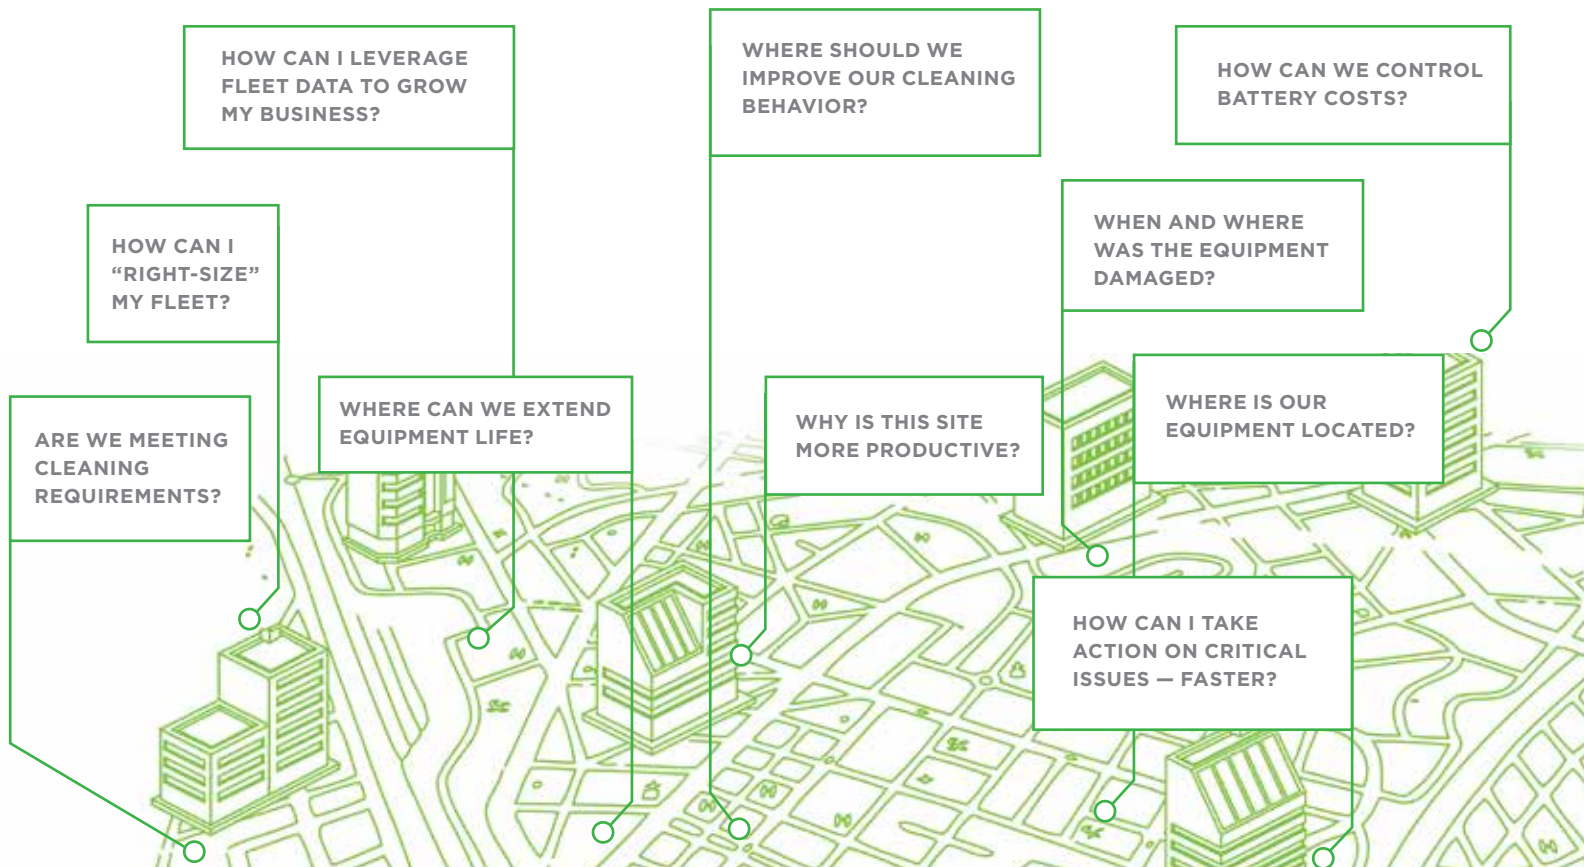 HOW CAN I LEVERAGE
FLEET DATA TO GROW
MY BUSINESS?
WHERE SHOULD WE
IMPROVE OUR CLEANING
BEHAVIOR?
HOW CAN WE CONTROL
BATTERY COSTS?
HOW CAN I
“RIGHT-SIZE”
MY FLEET?
WHEN AND WHERE
WAS THE EQUIPMENT
DAMAGED?
ARE WE MEETING
CLEANING
REQUIREMENTS?
WHERE CAN WE EXTEND
EQUIPMENT LIFE?
WHY IS THIS SITE
MORE PRODUCTIVE?
WHERE IS OUR
EQUIPMENT LOCATED?
HOW CAN I TAKE
ACTION ON CRITICAL
ISSUES — FASTER?